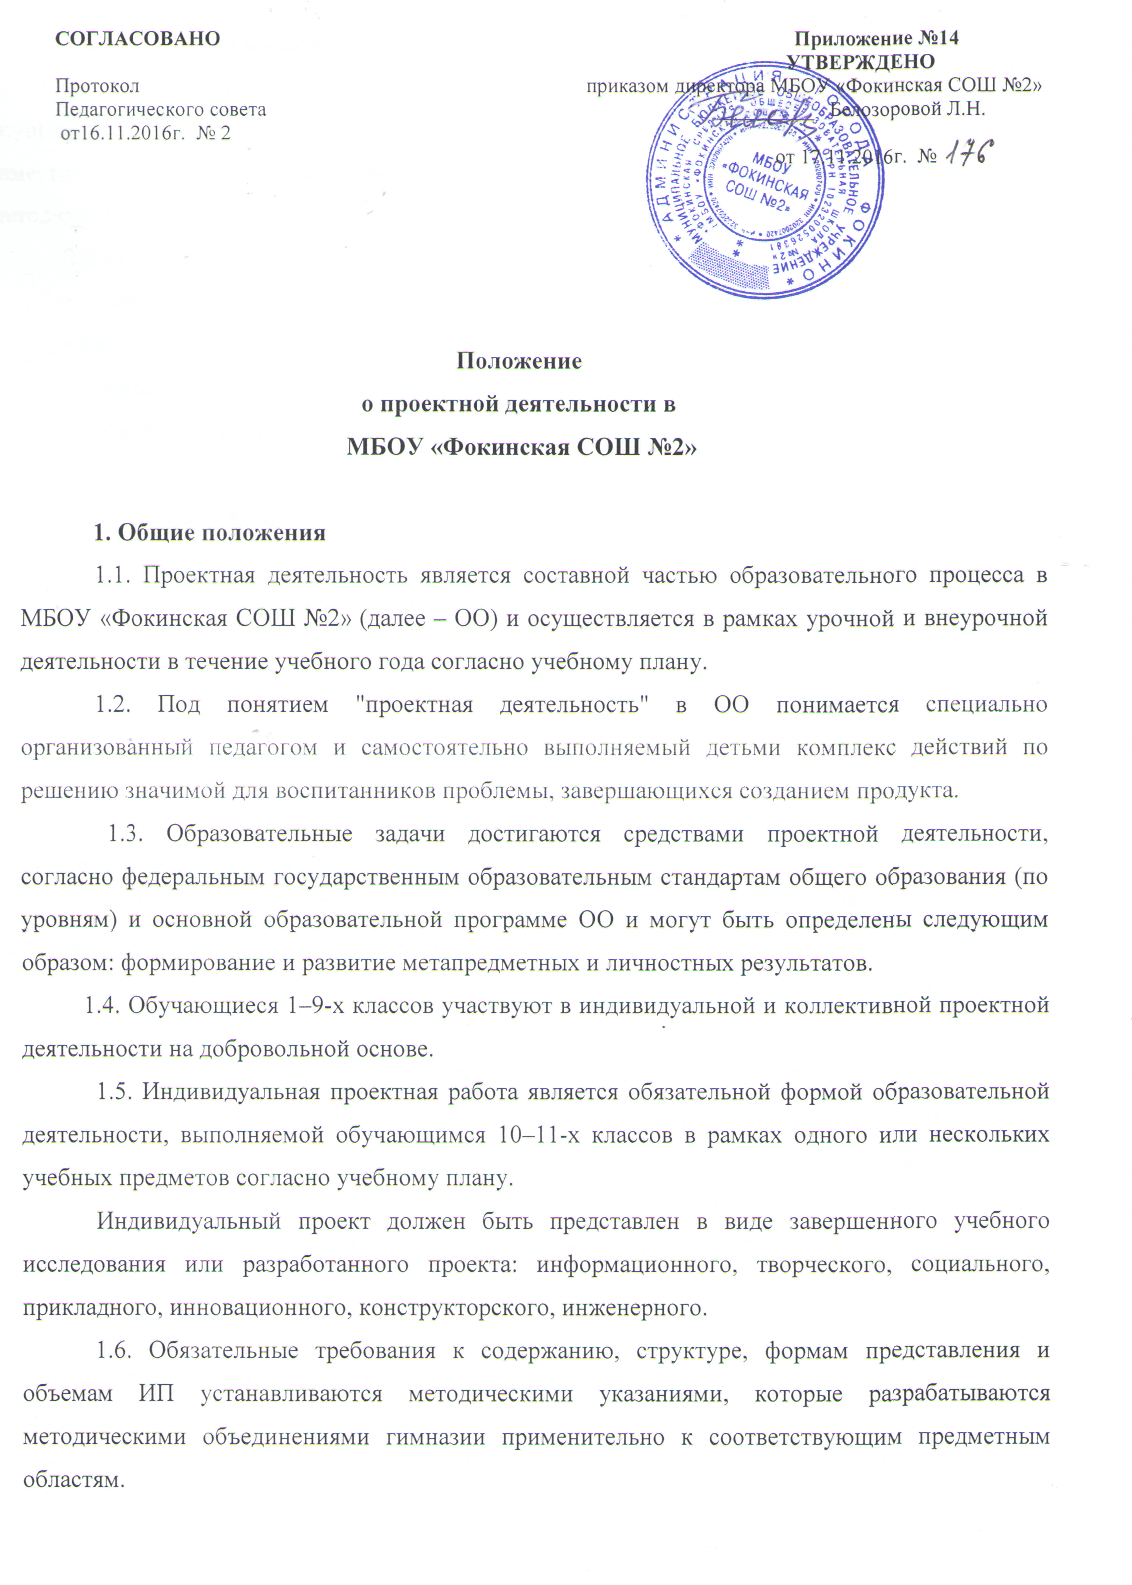 СОГЛАСОВАНО
Приложение №14
УТВЕРЖДЕНО
Протокол
приказом директора МБОУ «Фокинская СОШ №2»
Педагогического совета
Белозоровой Л.Н.
от16.11.2016г. № 2
от 17.11.2016г. № 176
МБОУ
«ФОКИНСКАЯ
СОШ №2»
Положение
о проектной деятельности в
МБОУ «Фокинская СОШ №2»
1. Общие положения
1.1. Проектная деятельность является составной частью образовательного процесса в
МБОУ «Фокинская СОШ №2» (далее – ОО) и осуществляется в рамках урочной и внеурочной
деятельности в течение учебного года согласно учебному плану.
1.2. Под понятием "проектная деятельность" в ОО понимается специально
организованный педагогом и самостоятельно выполняемый детьми комплекс действий по
решению значимой для воспитанников проблемы, завершающихся созданием продукта.
1.3. Образовательные задачи достигаются средствами проектной деятельности,
согласно федеральным государственным образовательным стандартам общего образования (по
уровням) и основной образовательной программе ОО и могут быть определены следующим
образом: формирование и развитие метапредметных и личностных результатов.
1.4. Обучающиеся 1–9-х классов участвуют в индивидуальной и коллективной проектной
деятельности на добровольной основе.
1.5. Индивидуальная проектная работа является обязательной формой образовательной
деятельности, выполняемой обучающимся 10–11-х классов в рамках одного или нескольких
учебных предметов согласно учебному плану.
Индивидуальный проект должен быть представлен в виде завершенного учебного
исследования или разработанного проекта: информационного, творческого, социального,
прикладного, инновационного, конструкторского, инженерного.
1.6. Обязательные требования к содержанию, структуре, формам представления и
объемам ИП устанавливаются методическими указаниями, которые разрабатываются
методическими объединениями гимназии применительно к соответствующим предметным
областям.